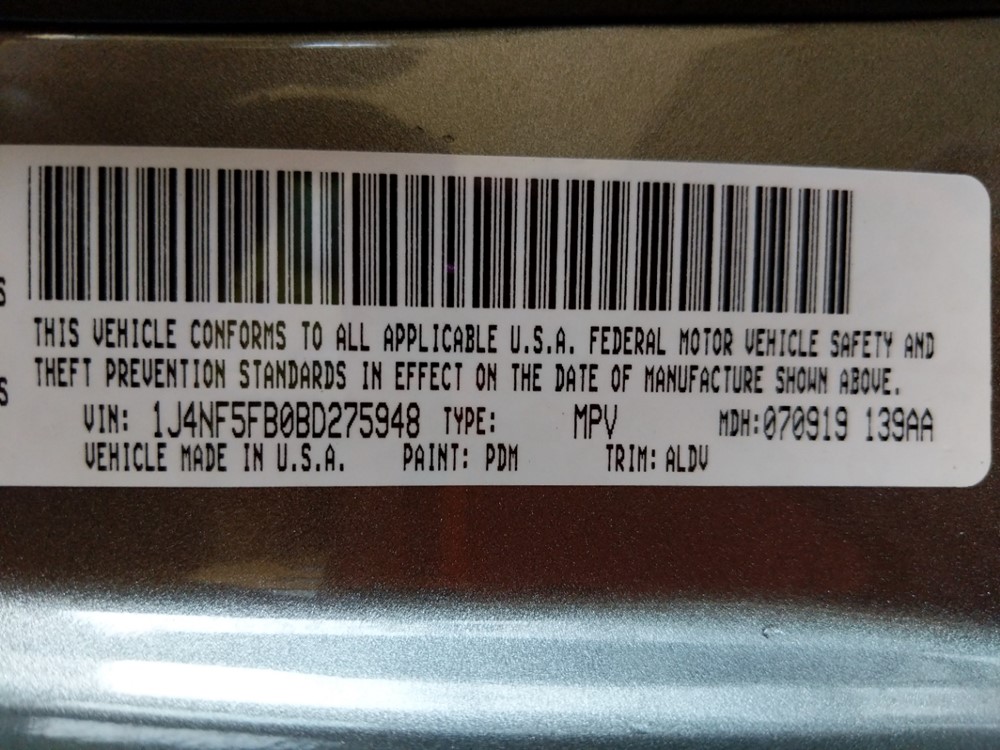 THIS VEHICLE CONFORMS TO ALL APPLICABLE U.S.A. FEDERAL MOTOR VEHICLE SAFETY AND
THEFT PREVENTION STANDARDS IN EFFECT ON THE DATE OF MANUFACTURE SHOWN ABOVE.
VIN: 1J4NF5FB0BD275948 TYPE: MPV MDH:070919 139AA
VEHICLE MADE IN U.S.A. PAINT: PDM TRIM: ALDV